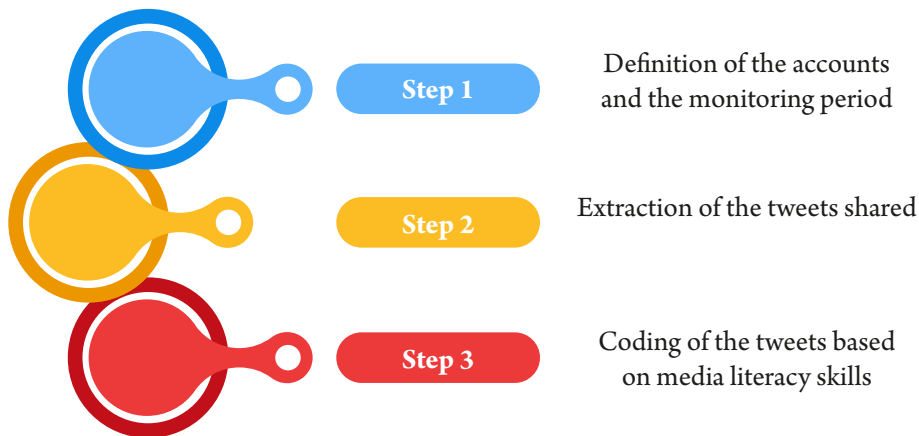 Step 1
Definition of the accounts
and the monitoring period
Step 2
Extraction of the tweets shared
Step 3
Coding of the tweets based
on media literacy skills